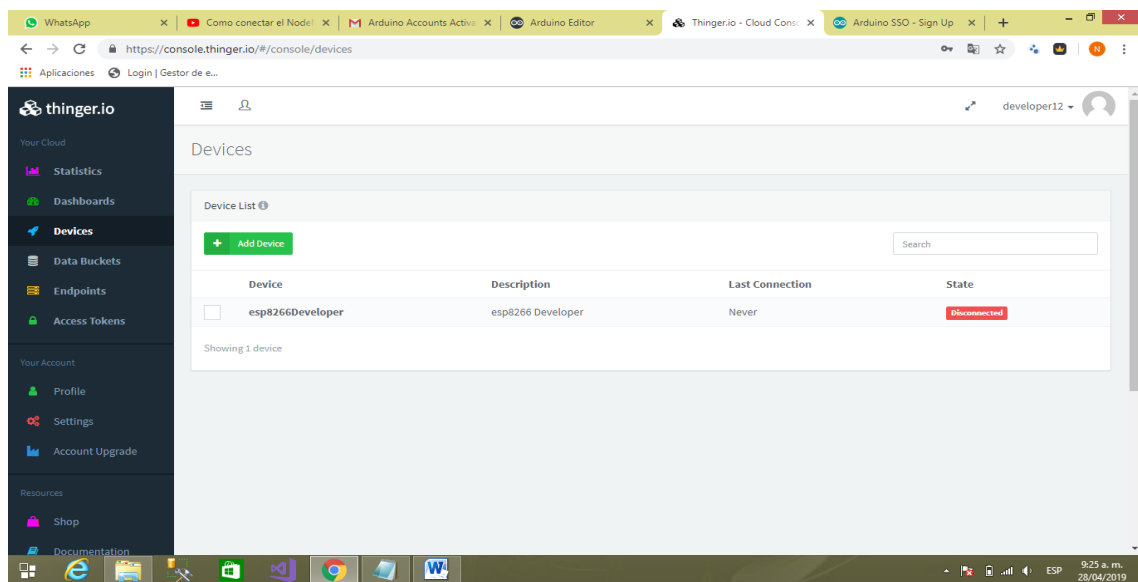 WhatsApp
Como conectar el Node
Arduino Accounts Activa
Arduino Editor
Thinger.io - Cloud Cons
Arduino SSO - Sign Up
https://console.thinger.io/#/console/devices
Aplicaciones
Login | Gestor de e...
thinger.io
developer12
Your Cloud
Statistics
Dashboards
Devices
Data Buckets
Endpoints
Access Tokens
Your Account
Profile
Settings
Account Upgrade
Resources
Shop
Documentation
Devices
Device List
+ Add Device
Search
Device Description Last Connection State
esp8266Developer esp8266 Developer Never Disconnected
Showing 1 device
ESP
9:25 a. m.
28/04/2019